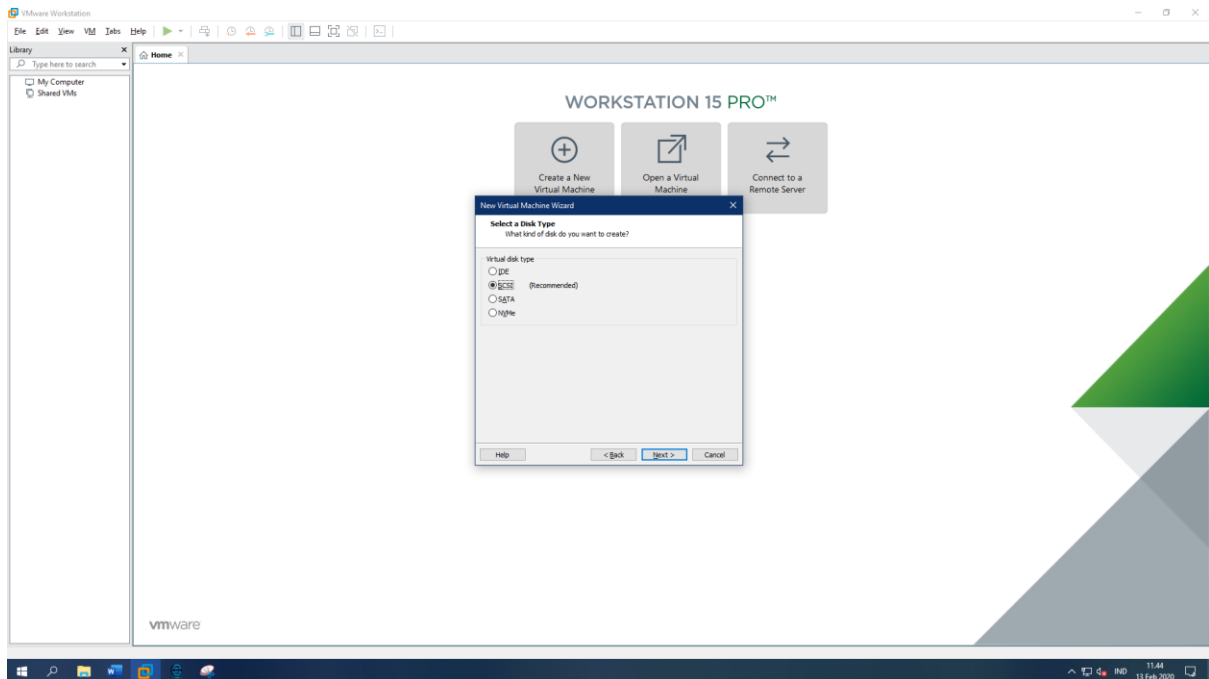 VMware Workstation
File Edit View VM Tabs Help
Library
Home
Type here to search
My Computer
Shared VMs
WORKSTATION 15 PRO™
Create a New
Virtual Machine
Open a Virtual
Machine
Connect to a
Remote Server
New Virtual Machine Wizard
Select a Disk Type
What kind of disk do you want to create?
Virtual disk type
IDE
SCSI (Recommended)
SATA
NVMe
Help < Back Next > Cancel
vmware
IND
11.44
13 Feb 2020